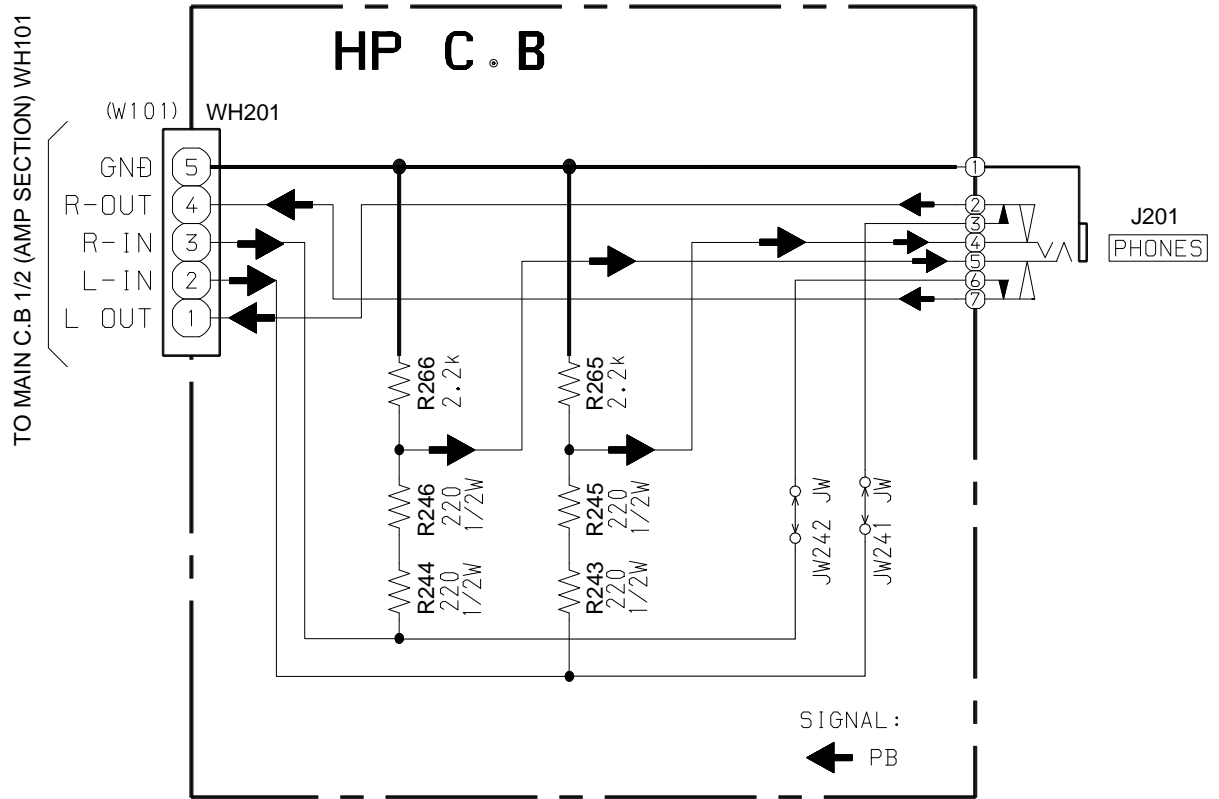 TO MAIN C.B 1/2 (AMP SECTION) WH101
HP C.B
(W101) WH201
GND 5
R-OUT 4
R-IN 3
L-IN 2
L OUT 1
1
2
3
4
5
6
7
J201
PHONES
R266
2.2k
R265
2.2k
R246
220
1/2W
R245
220
1/2W
R244
220
1/2W
R243
220
1/2W
JW242 JW
JW241 JW
SIGNAL:
PB